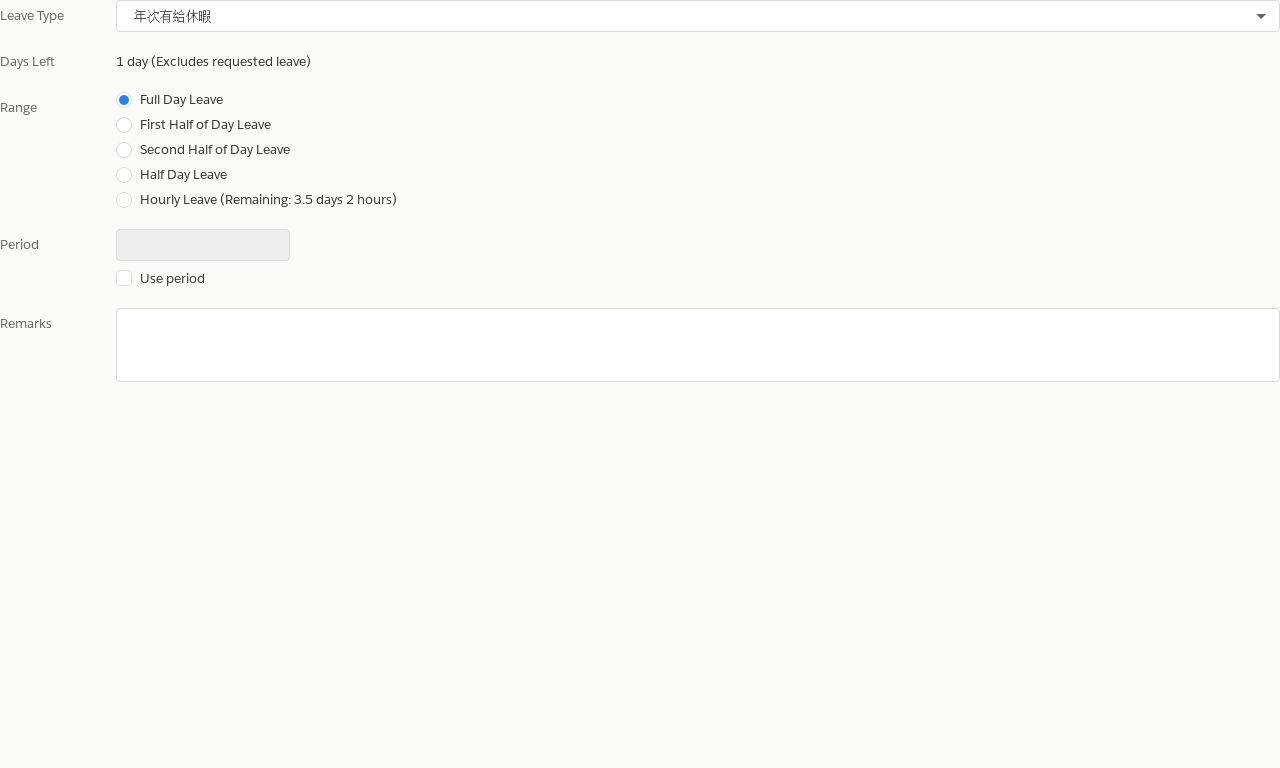 Leave Type
年次有給休暇
Days Left
1 day (Excludes requested leave)
Range
Full Day Leave
First Half of Day Leave
Second Half of Day Leave
Half Day Leave
Hourly Leave (Remaining: 3.5 days 2 hours)
Period
Use period
Remarks